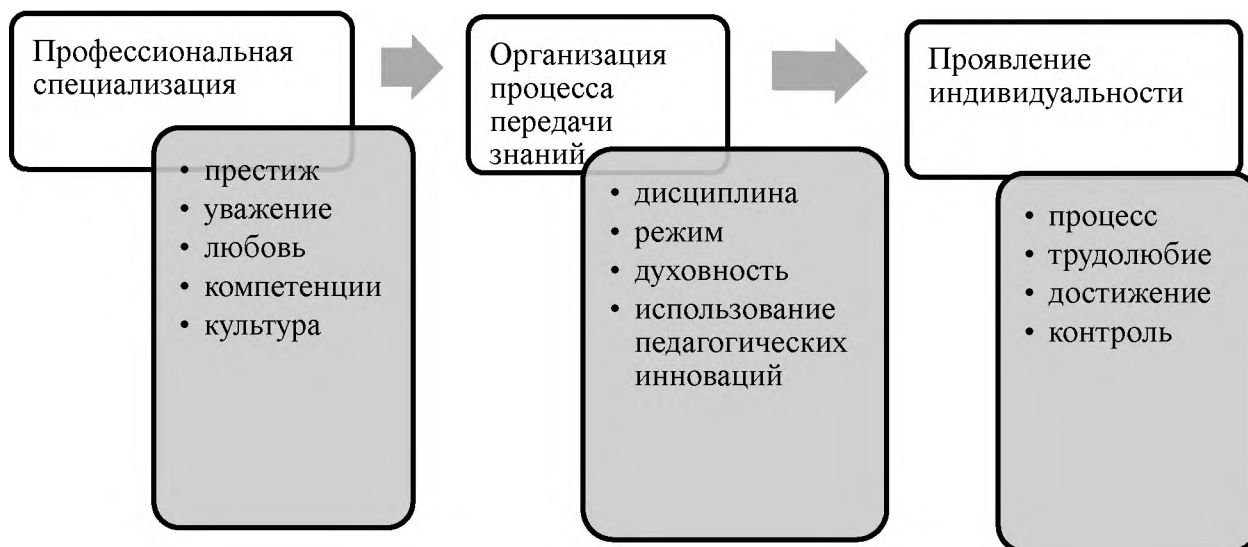 Профессиональная
специализация
• престиж
• уважение
• любовь
• компетенции
• культура
Организация
процесса
передачи
знаний
• дисциплина
• режим
• духовность
• использование
педагогических
инноваций
Проявление
индивидуальности
• процесс
• трудолюбие
• достижение
• контроль